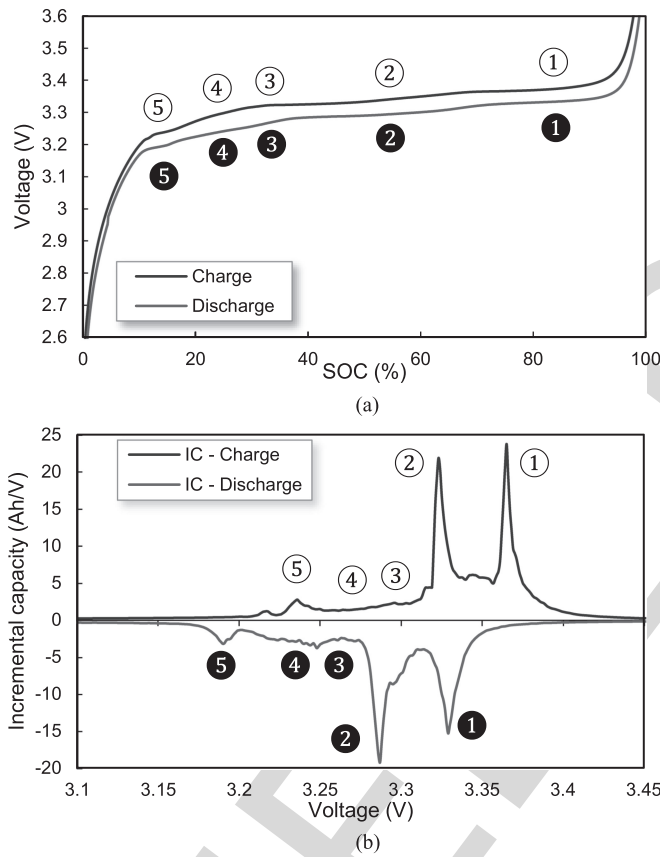 3.6
3.5
3.4
3.3
3.2
3.1
3
2.9
2.8
2.7
2.6
Voltage (V)
① ② ③ ④ ⑤
❶ ❷ ❸ ❹ ❺
Charge
Discharge
0 20 40 60 80 100
SOC (%)
(a)
25
20
15
10
5
0
-5
-10
-15
-20
Incremental capacity (Ah/V)
IC - Charge
IC - Discharge
② ①
⑤ ④ ③
❺ ❹ ❸
❷ ❶
3.1 3.15 3.2 3.25 3.3 3.35 3.4 3.45
Voltage (V)
(b)